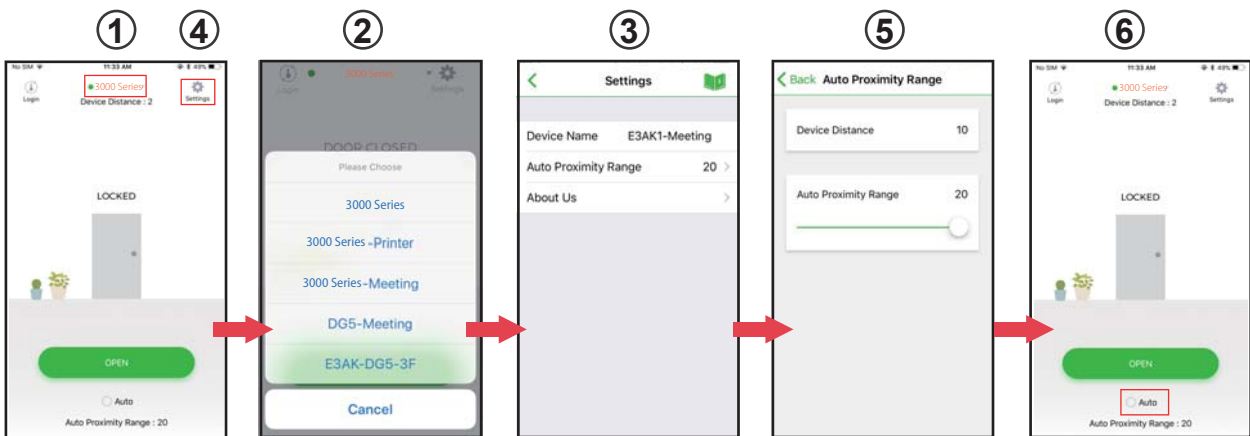 1
4
2
3
5
6
No SIM 11:33 AM 49%
3000 Series
Login
Device Distance : 2
Settings
LOCKED
OPEN
Auto
Auto Proximity Range : 20
3000 Series
Login
Settings
DOOR CLOSED
Please Choose
3000 Series
3000 Series -Printer
3000 Series-Meeting
DG5-Meeting
E3AK-DG5-3F
Cancel
Settings
Device Name E3AK1-Meeting
Auto Proximity Range 20
About Us
Back Auto Proximity Range
Device Distance 10
Auto Proximity Range 20
No SIM 11:33 AM 49%
3000 Series
Login
Device Distance : 2
Settings
LOCKED
OPEN
Auto
Auto Proximity Range : 20